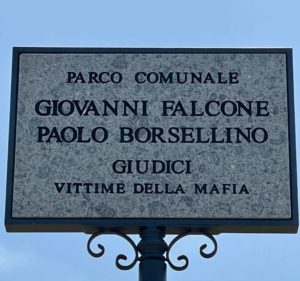 PARCO COMUNALE
GIOVANNI FALCONE
PAOLO BORSELLINO
GIUDICI
VITTIME DELLA MAFIA